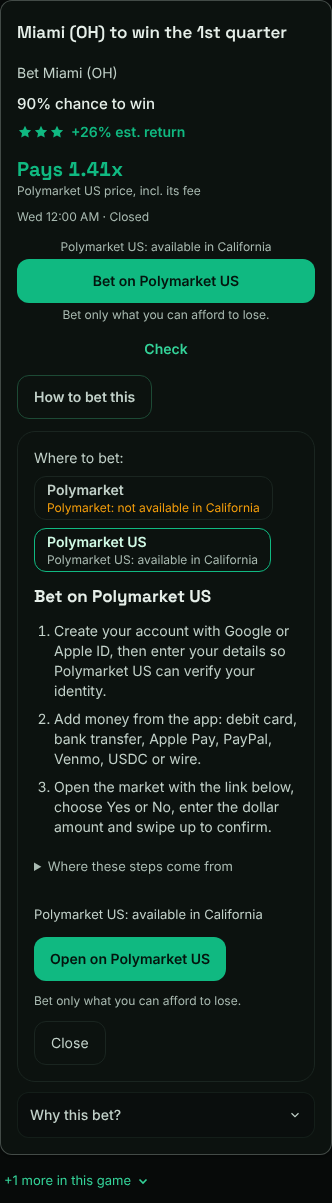 Miami (OH) to win the 1st quarter
Bet Miami (OH)
90% chance to win
★★★ +26% est. return
Pays 1.41x
Polymarket US price, incl. its fee
Wed 12:00 AM · Closed
Polymarket US: available in California
Bet on Polymarket US
Bet only what you can afford to lose.
Check
How to bet this
Where to bet:
Polymarket
Polymarket: not available in California
Polymarket US
Polymarket US: available in California
Bet on Polymarket US
1. Create your account with Google or
Apple ID, then enter your details so
Polymarket US can verify your
identity.
2. Add money from the app: debit card,
bank transfer, Apple Pay, PayPal,
Venmo, USDC or wire.
3. Open the market with the link below,
choose Yes or No, enter the dollar
amount and swipe up to confirm.
▶ Where these steps come from
Polymarket US: available in California
Open on Polymarket US
Bet only what you can afford to lose.
Close
Why this bet?
+1 more in this game